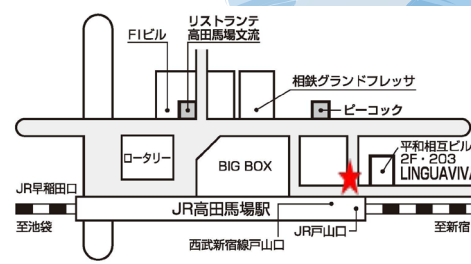 リストランテ
高田馬場文流
FIビル
相鉄グランドフレッサ
ピーコック
ロータリー
BIG BOX
平和相互ビル
2F・203
LINGUAVIVA
JR早稲田口
JR高田馬場駅
至池袋
西武新宿線戸山口
JR戸山口
至新宿